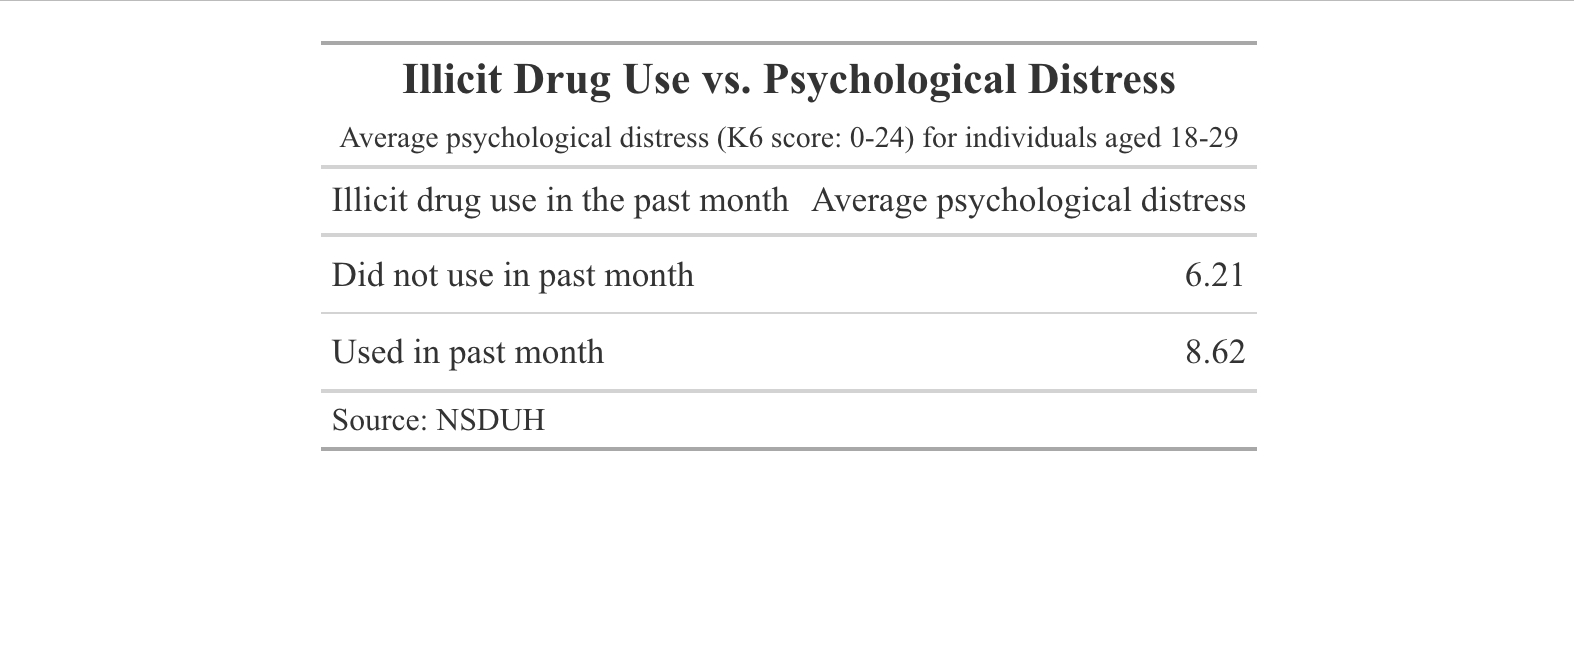 Illicit Drug Use vs. Psychological Distress
Average psychological distress (K6 score: 0-24) for individuals aged 18-29
Illicit drug use in the past month Average psychological distress
Did not use in past month 6.21
Used in past month 8.62
Source: NSDUH